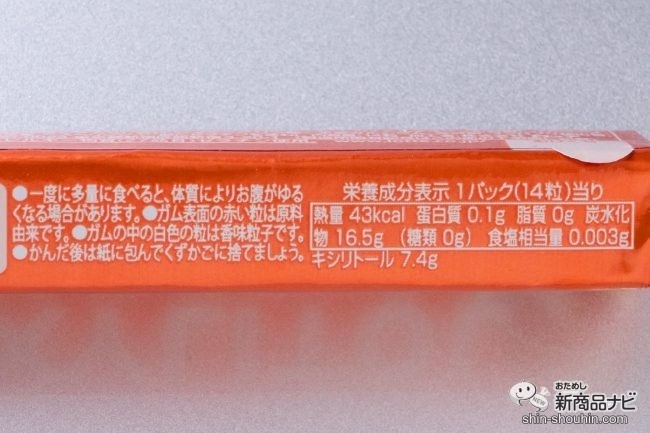 ●一度に多量に食べると、体質によりお腹がゆる
くなる場合があります。●ガム表面の赤い粒は原料
由来です。●ガムの中の白色の粒は香味粒子です。
●かんだ後は紙に包んでくずかごに捨てましょう。
栄養成分表示 1パック(14粒)当り
熱量 43kcal 蛋白質 0.1g 脂質 0g 炭水化
物 16.5g (糖類 0g) 食塩相当量 0.003g
キシリトール 7.4g
おためし
新商品ナビ
NEW
shin-shouhin.com